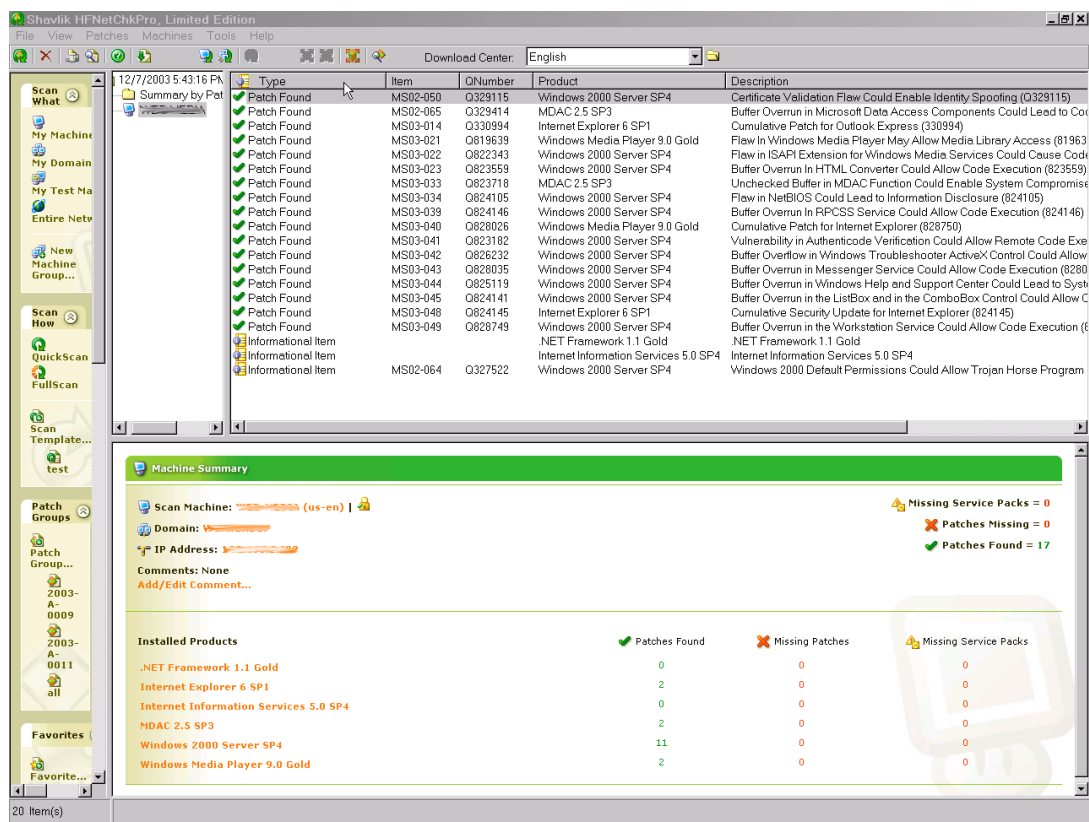 Shavlik HFNetChkPro, Limited Edition
File View Patches Machines Tools Help
Download Center: English
Scan What
My Machine
My Domain
My Test Ma
Entire Netw
New Machine Group...
Scan How
QuickScan
FullScan
Scan Template...
test
Patch Groups
Patch Group...
2003-A-0009
2003-A-0011
all
Favorites
Favorite...
12/7/2003 5:43:16 PM
Summary by Pat
Type Item QNumber Product Description
Patch Found MS02-050 Q329115 Windows 2000 Server SP4 Certificate Validation Flaw Could Enable Identity Spoofing (Q329115)
Patch Found MS02-065 Q329414 MDAC 2.5 SP3 Buffer Overrun in Microsoft Data Access Components Could Lead to Coc
Patch Found MS03-014 Q330994 Internet Explorer 6 SP1 Cumulative Patch for Outlook Express (330994)
Patch Found MS03-021 Q819639 Windows Media Player 9.0 Gold Flaw In Windows Media Player May Allow Media Library Access (81963
Patch Found MS03-022 Q822343 Windows 2000 Server SP4 Flaw in ISAPI Extension for Windows Media Services Could Cause Code
Patch Found MS03-023 Q823559 Windows 2000 Server SP4 Buffer Overrun In HTML Converter Could Allow Code Execution (823559)
Patch Found MS03-033 Q823718 MDAC 2.5 SP3 Unchecked Buffer in MDAC Function Could Enable System Compromise
Patch Found MS03-034 Q824105 Windows 2000 Server SP4 Flaw in NetBIOS Could Lead to Information Disclosure (824105)
Patch Found MS03-039 Q824146 Windows 2000 Server SP4 Buffer Overrun In RPCSS Service Could Allow Code Execution (824146)
Patch Found MS03-040 Q828026 Windows Media Player 9.0 Gold Cumulative Patch for Internet Explorer (828750)
Patch Found MS03-041 Q823182 Windows 2000 Server SP4 Vulnerability in Authenticode Verification Could Allow Remote Code Exe
Patch Found MS03-042 Q826232 Windows 2000 Server SP4 Buffer Overflow in Windows Troubleshooter ActiveX Control Could Allow
Patch Found MS03-043 Q828035 Windows 2000 Server SP4 Buffer Overrun in Messenger Service Could Allow Code Execution (8280
Patch Found MS03-044 Q825119 Windows 2000 Server SP4 Buffer Overrun in Windows Help and Support Center Could Lead to Syst
Patch Found MS03-045 Q824141 Windows 2000 Server SP4 Buffer Overrun in the ListBox and in the ComboBox Control Could Allow C
Patch Found MS03-048 Q824145 Internet Explorer 6 SP1 Cumulative Security Update for Internet Explorer (824145)
Patch Found MS03-049 Q828749 Windows 2000 Server SP4 Buffer Overrun in the Workstation Service Could Allow Code Execution (8
Informational Item .NET Framework 1.1 Gold .NET Framework 1.1 Gold
Informational Item Internet Information Services 5.0 SP4 Internet Information Services 5.0 SP4
Informational Item MS02-064 Q327522 Windows 2000 Server SP4 Windows 2000 Default Permissions Could Allow Trojan Horse Program
Machine Summary
Scan Machine: (us-en) |
Domain:
IP Address:
Comments: None
Add/Edit Comment...
Missing Service Packs = 0
Patches Missing = 0
Patches Found = 17
Installed Products Patches Found Missing Patches Missing Service Packs
.NET Framework 1.1 Gold 0 0 0
Internet Explorer 6 SP1 2 0 0
Internet Information Services 5.0 SP4 0 0 0
MDAC 2.5 SP3 2 0 0
Windows 2000 Server SP4 11 0 0
Windows Media Player 9.0 Gold 2 0 0
20 Item(s)